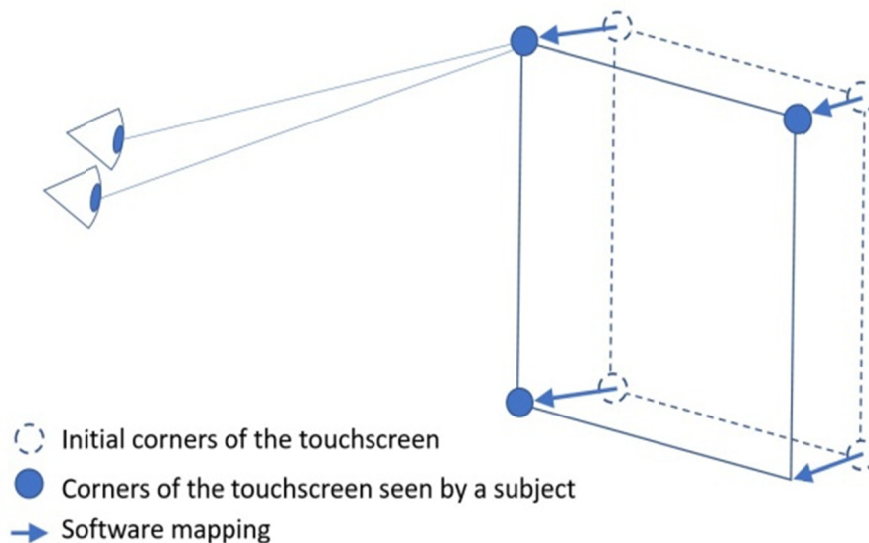 Initial corners of the touchscreen
Corners of the touchscreen seen by a subject
Software mapping